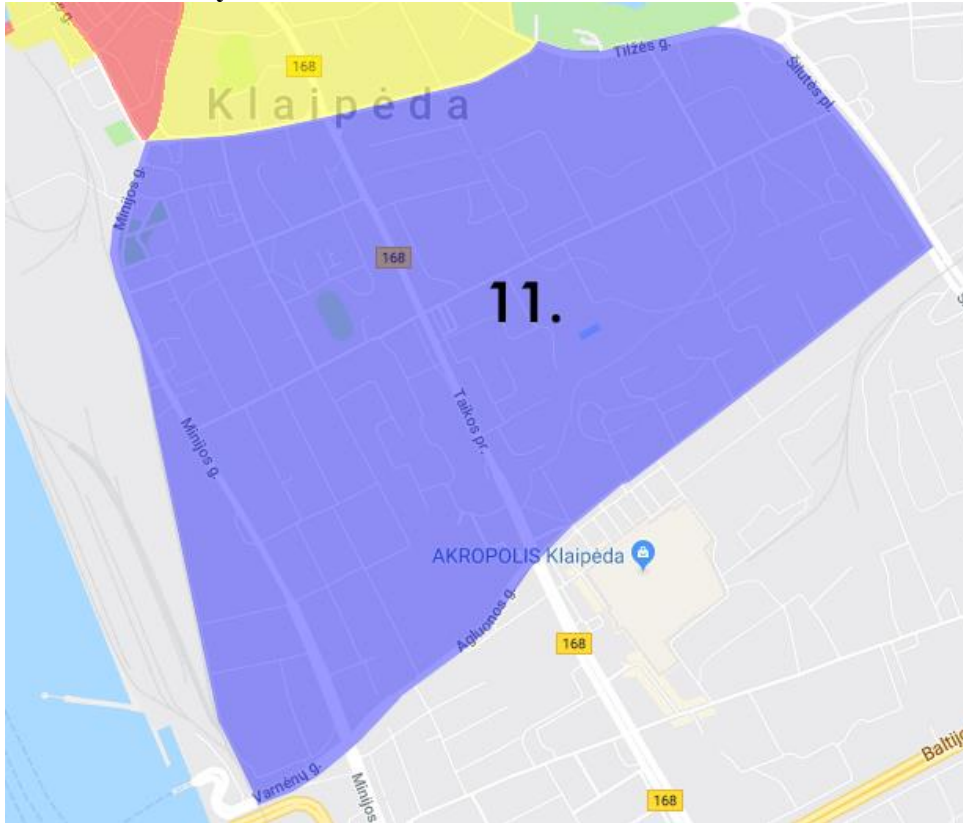 g.
Tilžės g.
168
Šilutės pl.
Klaipėda
Minijos g.
168
11.
Taikos pr.
Minijos g.
AKROPOLIS Klaipėda
Agluonos g.
168
Baltijo
Varnėnų g.
Minijos
168